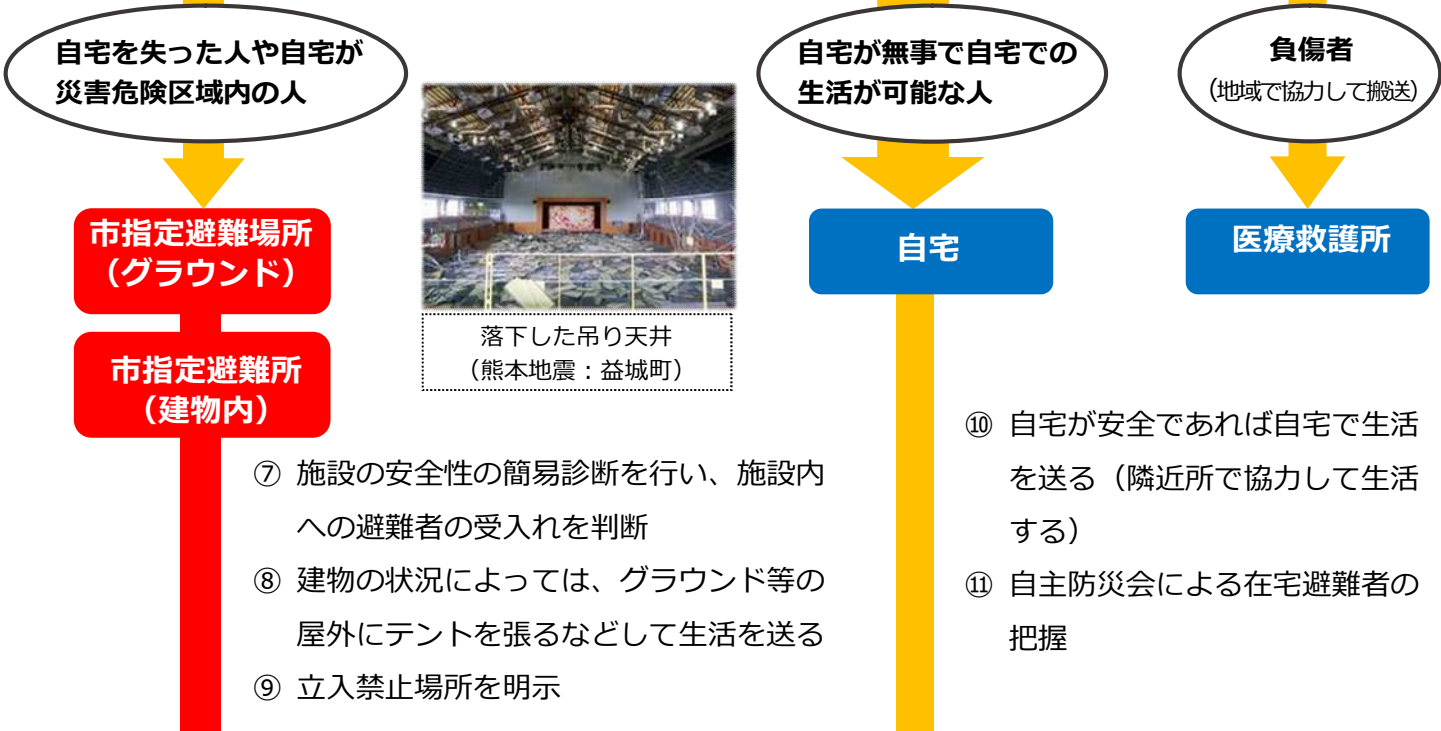 自宅を失った人や自宅が
災害危険区域内の人
自宅が無事で自宅での
生活が可能な人
負傷者
（地域で協力して搬送）
市指定避難場所
（グラウンド）
自宅
医療救護所
落下した吊り天井
（熊本地震：益城町）
市指定避難所
（建物内）
⑦ 施設の安全性の簡易診断を行い、施設内
への避難者の受入れを判断
⑧ 建物の状況によっては、グラウンド等の
屋外にテントを張るなどして生活を送る
⑨ 立入禁止場所を明示
⑩ 自宅が安全であれば自宅で生活
を送る（隣近所で協力して生活
する）
⑪ 自主防災会による在宅避難者の
把握